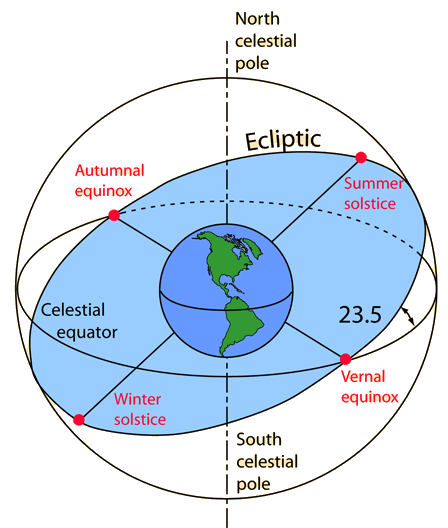 North
celestial
pole
Ecliptic
Autumnal
equinox
Summer
solstice
Celestial
equator
23.5
Vernal
equinox
Winter
solstice
South
celestial
pole